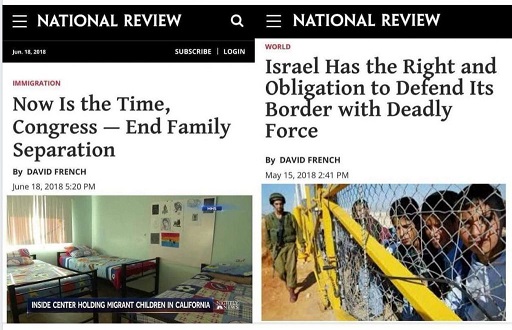 NATIONAL REVIEW
Jun. 18, 2018
SUBSCRIBE | LOGIN
IMMIGRATION
Now Is the Time,
Congress — End Family
Separation
By DAVID FRENCH
June 18, 2018 5:20 PM
INSIDE CENTER HOLDING MIGRANT CHILDREN IN CALIFORNIA
NATIONAL REVIEW
WORLD
Israel Has the Right and
Obligation to Defend Its
Border with Deadly
Force
By DAVID FRENCH
May 15, 2018 2:41 PM